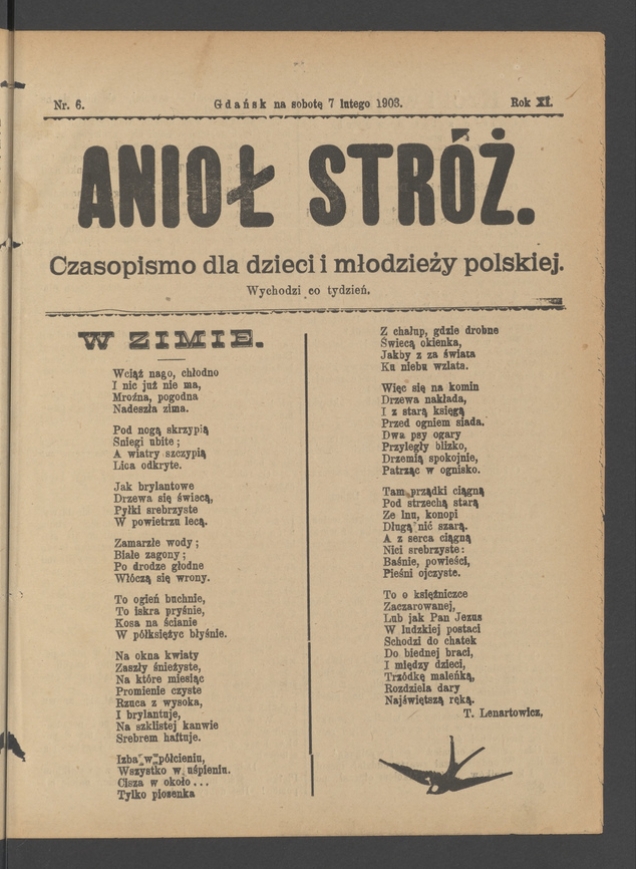 Nr. 6.
Gdańsk na sobotę 7 lutego 1903.
Rok XI.
ANIOŁ STRÓŻ.
Czasopismo dla dzieci i młodzieży polskiej.
Wychodzi co tydzień.
W ZIMIE.
Wciąż nago, chłodno
I nic już nie ma,
Mroźna, pogodna
Nadeszła zima.
Pod nogą skrzypią
Sniegi ubite;
A wiatry szczypią
Lica odkryte.
Jak brylantowe
Drzewa się świecą,
Pyłki srebrzyste
W powietrzu lecą.
Zamarzłe wody;
Białe zagony;
Po drodze głodne
Włóczą się wrony.
To ogień buchnie,
To iskra pryśnie,
Kosa na ścianie
W półksiężyc błyśnie.
Na okna kwiaty
Zaszły śnieżyste,
Na które miesiąc
Promienie czyste
Rzuca z wysoka,
I brylantuje,
Na szklistej kanwie
Srebrem haftuje.
Izba w półcieniu,
Wszystko w uśpieniu.
Cisza w około...
Tylko piosenka
Z chałup, gdzie drobne
Świecą okienka,
Jakby z za świata
Ku niebu wzlata.
Więc się na komin
Drzewa nakłada,
I z starą księgą
Przed ogniem siada.
Dwa psy ogary
Przyległy blizko,
Drzemią spokojnie,
Patrząc w ognisko.
Tam prządki ciągną
Pod strzechą starą
Ze lnu, konopi
Długą nić szarą.
A z serca ciągną
Nici srebrzyste:
Baśnie, powieści,
Pieśni ojczyste.
To o księżniczce
Zaczarowanej,
Lub jak Pan Jezus
W ludzkiej postaci
Schodzi do chatek
Do biednej braci,
I między dzieci,
Trzódkę maleńką,
Rozdziela dary
Najświętszą ręką.
T. Lenartowicz,